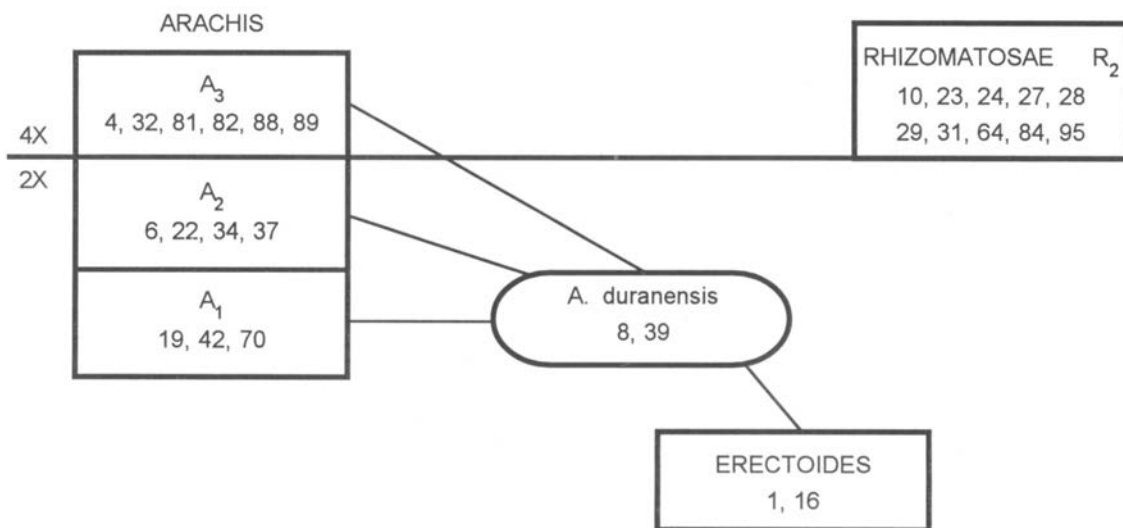 ARACHIS
A3
4, 32, 81, 82, 88, 89
4X
2X
A2
6, 22, 34, 37
A1
19, 42, 70
RHIZOMATOSAE R2
10, 23, 24, 27, 28
29, 31, 64, 84, 95
A. duranensis
8, 39
ERECTOIDES
1, 16